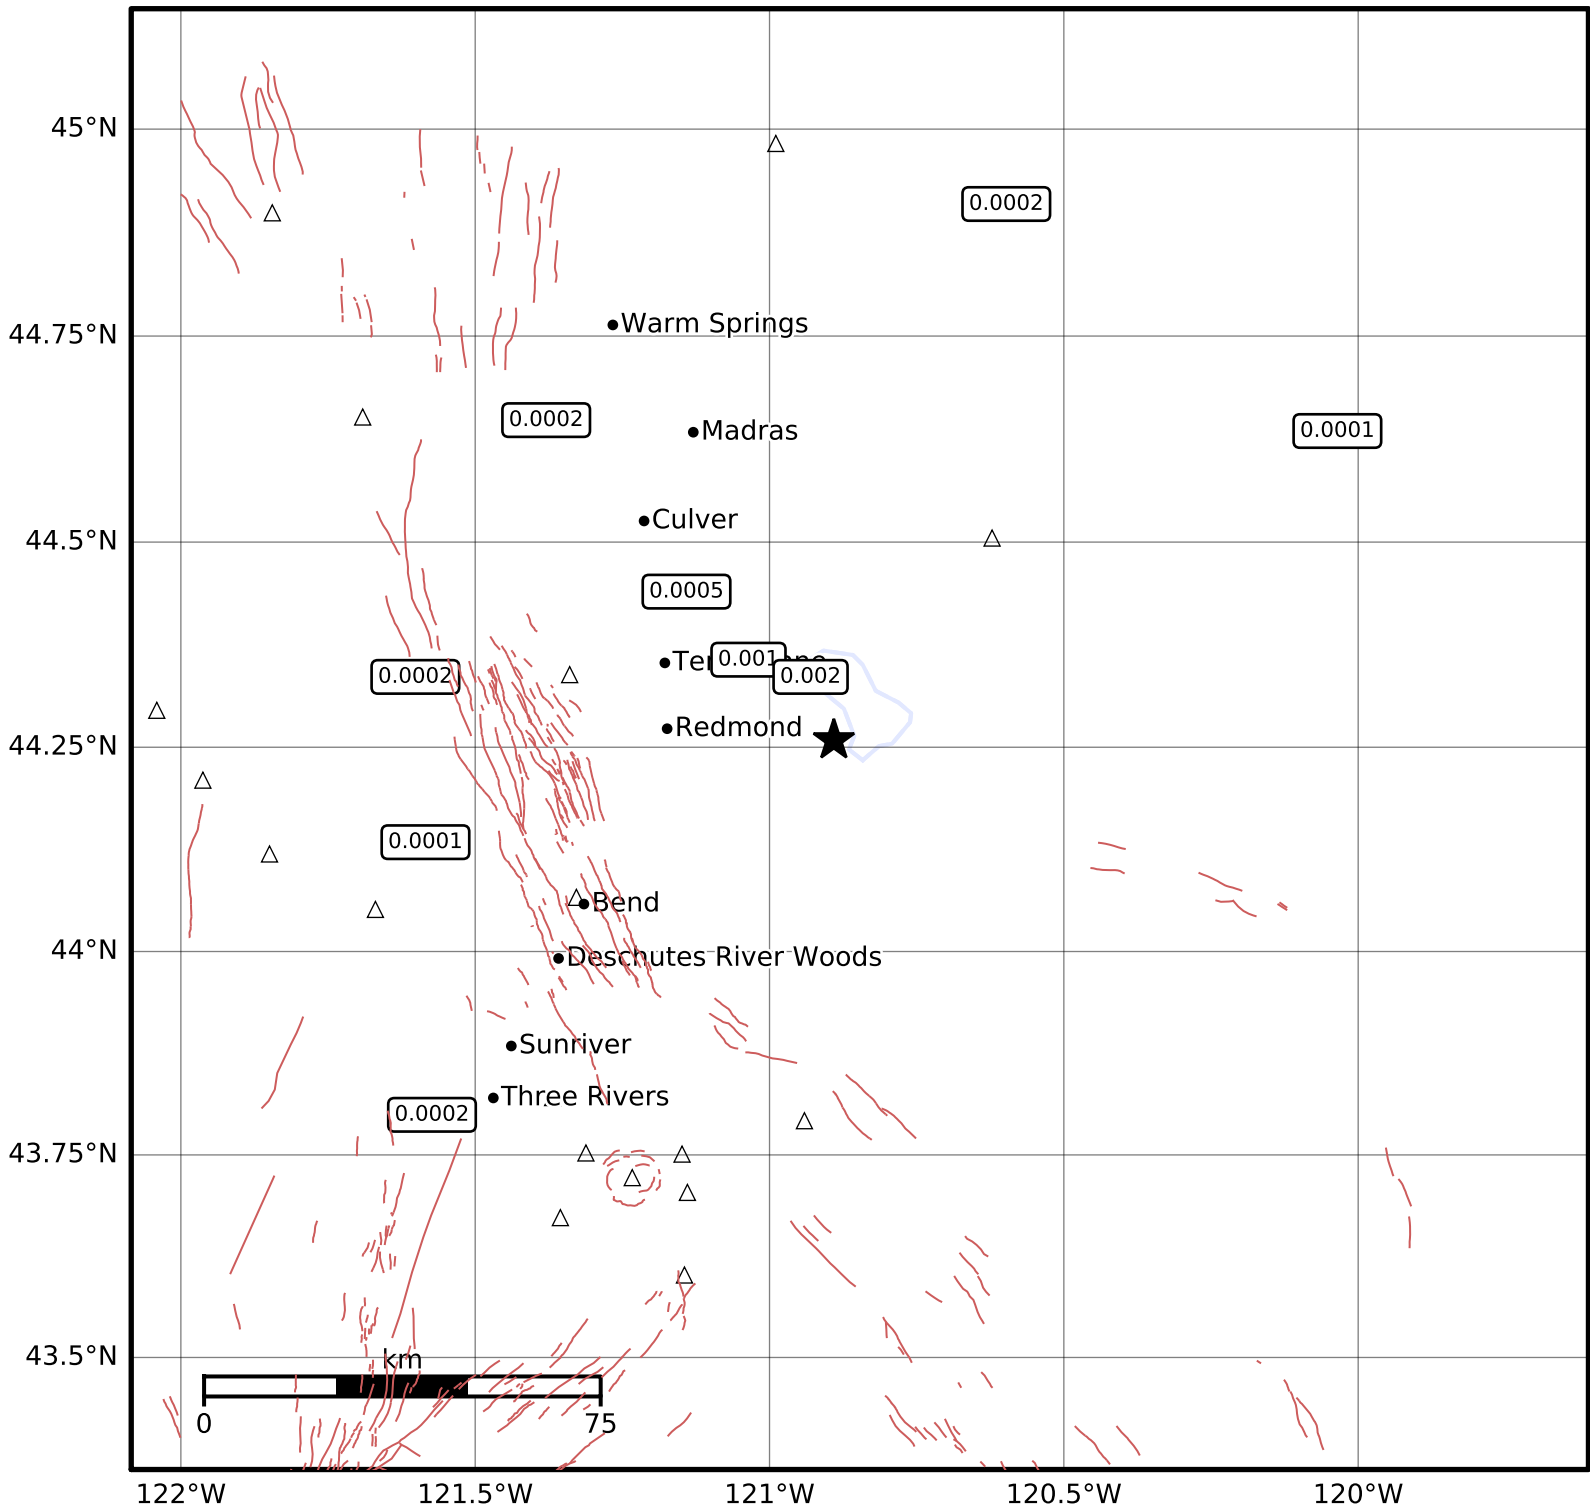 45°N
0.0002
Warm Springs
44.75°N
0.0002
Madras
0.0001
Culver
44.5°N
0.0005
0.001
0.0002
0.002
Redmond
44.25°N
0.0001
Bend
44°N
Deschutes River Woods
Sunriver
Three Rivers
0.0002
43.75°N
43.5°N
km
0
75
122°W
121.5°W
121°W
120.5°W
120°W